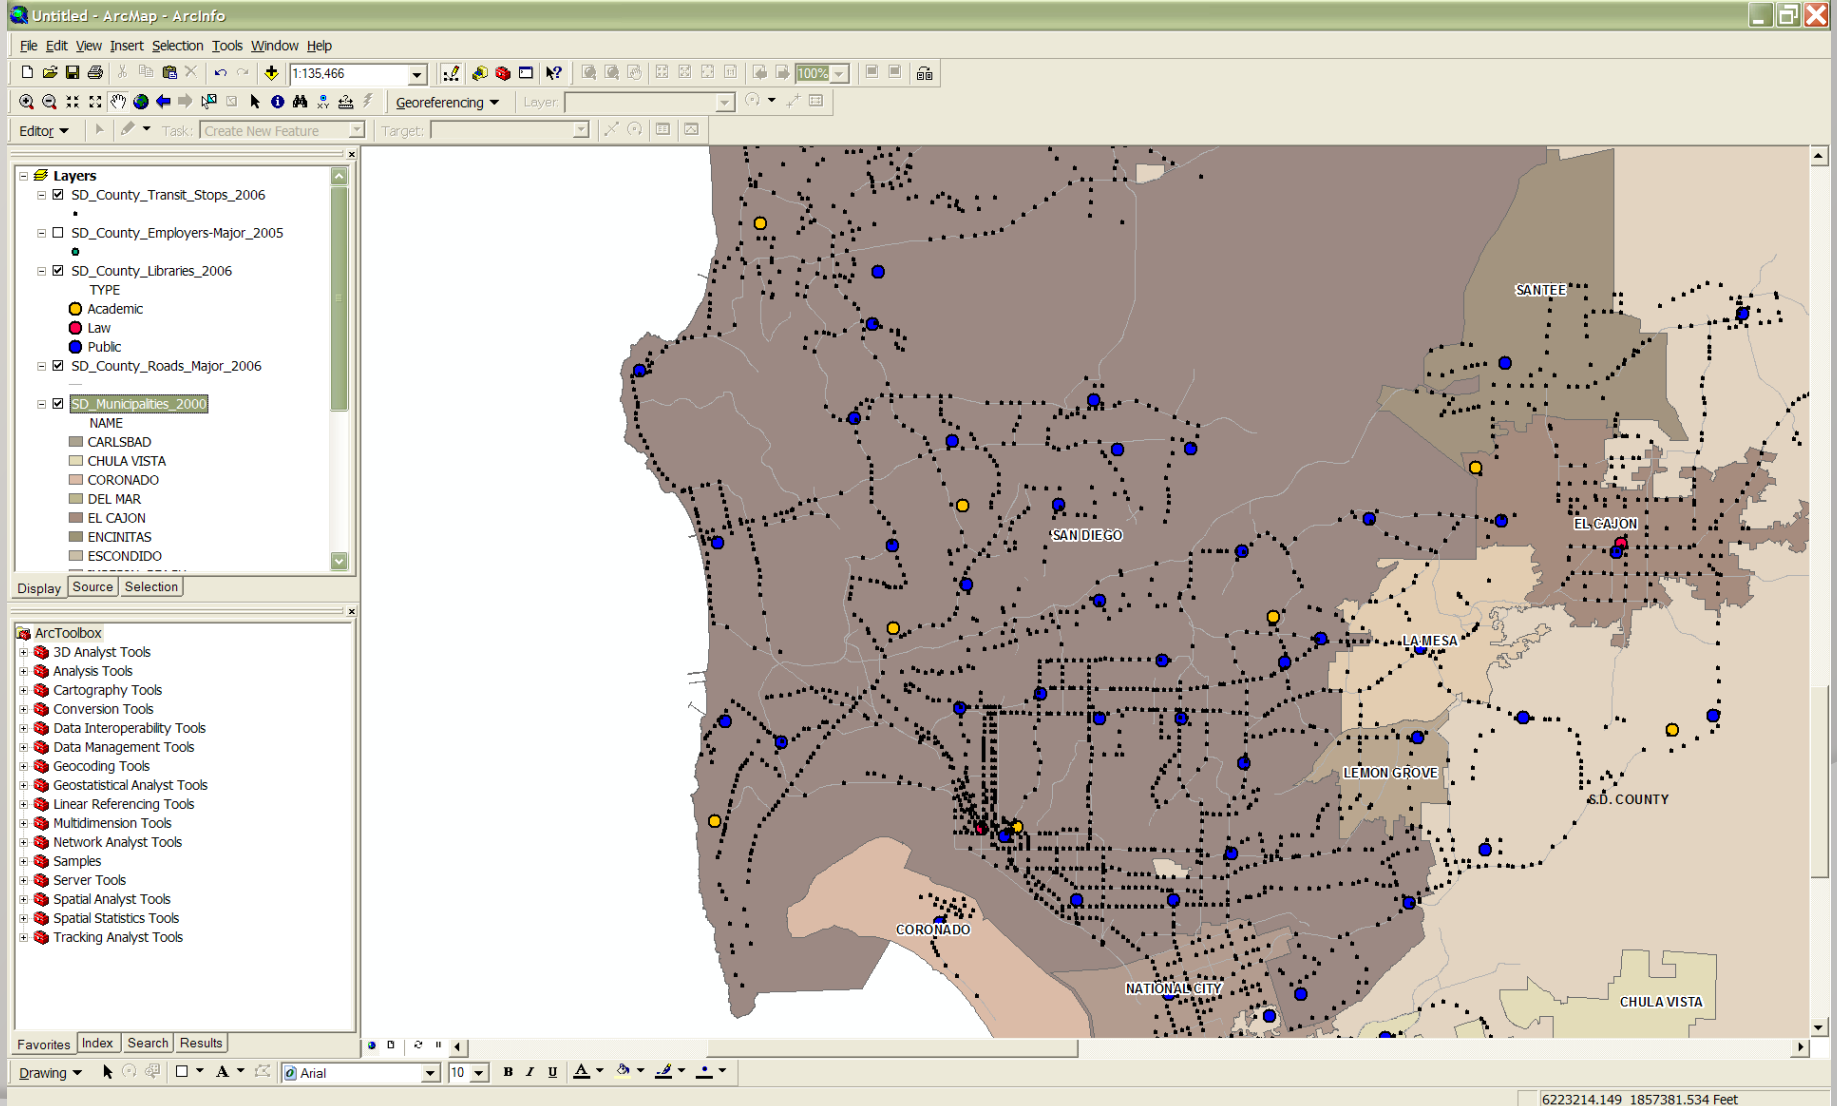 Untitled - ArcMap - ArcInfo
File Edit View Insert Selection Tools Window Help
1:135,466
100%
Georeferencing
Layer:
Editor
Task: Create New Feature
Target:
Layers
SD_County_Transit_Stops_2006
SD_County_Employers-Major_2005
SD_County_Libraries_2006
TYPE
Academic
Law
Public
SD_County_Roads_Major_2006
SD_Municipalities_2000
NAME
CARLSBAD
CHULA VISTA
CORONADO
DEL MAR
EL CAJON
ENCINITAS
ESCONDIDO
Display Source Selection
ArcToolbox
3D Analyst Tools
Analysis Tools
Cartography Tools
Conversion Tools
Data Interoperability Tools
Data Management Tools
Geocoding Tools
Geostatistical Analyst Tools
Linear Referencing Tools
Multidimension Tools
Network Analyst Tools
Samples
Server Tools
Spatial Analyst Tools
Spatial Statistics Tools
Tracking Analyst Tools
Favorites Index Search Results
SANTEE
EL CAJON
SAN DIEGO
LA MESA
LEMON GROVE
S.D. COUNTY
CORONADO
NATIONAL CITY
CHULA VISTA
Drawing
A
Arial
10
B I U
A
6223214.149 1857381.534 Feet